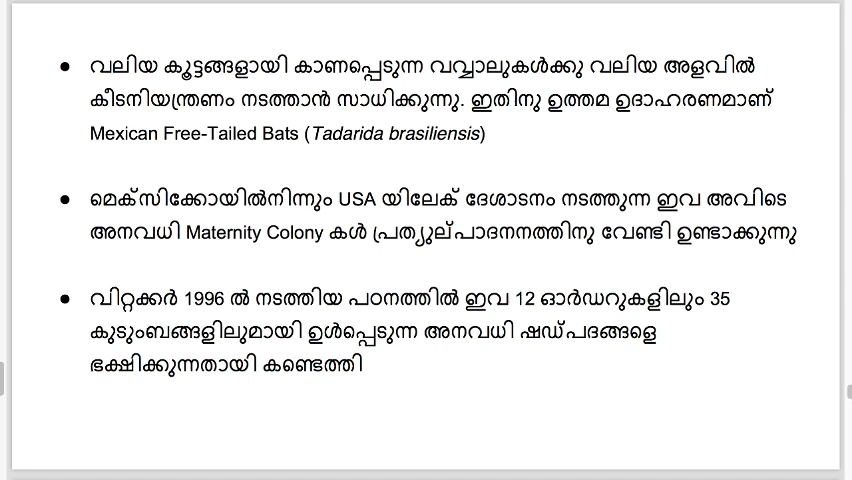 ● വലിയ കൂട്ടങ്ങളായി കാണപ്പെടുന്ന വവ്വാലുകൾക്കു വലിയ അളവിൽ
കീടനിയന്ത്രണം നടത്താൻ സാധിക്കുന്നു. ഇതിനു ഉത്തമ ഉദാഹരണമാണ്
Mexican Free-Tailed Bats (Tadarida brasiliensis)
● മെക്സിക്കോയിൽനിന്നും USA യിലേക് ദേശാടനം നടത്തുന്ന ഇവ അവിടെ
അനവധി Maternity Colony കൾ പ്രത്യുല്പാദനനത്തിനു വേണ്ടി ഉണ്ടാക്കുന്നു
● വിറ്റക്കർ 1996 ൽ നടത്തിയ പഠനത്തിൽ ഇവ 12 ഓർഡറുകളിലും 35
കുടുംബങ്ങളിലുമായി ഉൾപ്പെടുന്ന അനവധി ഷഡ്പദങ്ങളെ
ഭക്ഷിക്കുന്നതായി കണ്ടെത്തി